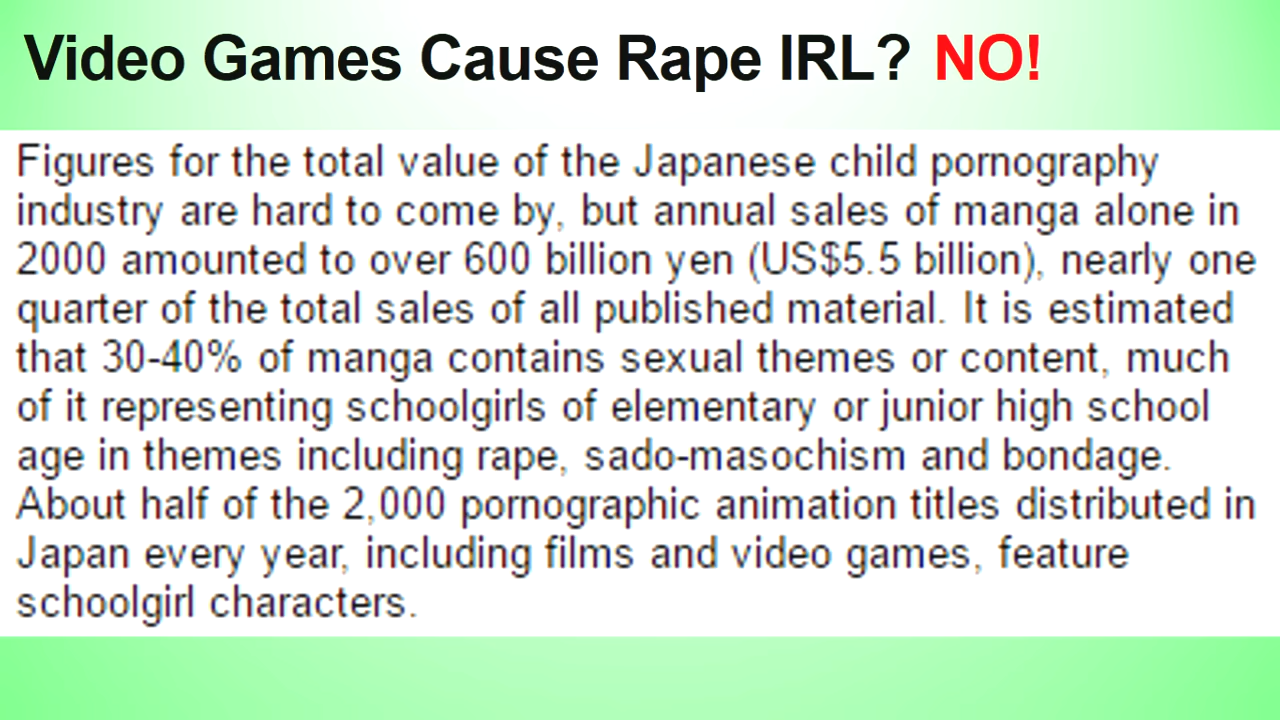 Video Games Cause Rape IRL? NO!
Figures for the total value of the Japanese child pornography
industry are hard to come by, but annual sales of manga alone in
2000 amounted to over 600 billion yen (US$5.5 billion), nearly one
quarter of the total sales of all published material. It is estimated
that 30-40% of manga contains sexual themes or content, much
of it representing schoolgirls of elementary or junior high school
age in themes including rape, sado-masochism and bondage.
About half of the 2,000 pornographic animation titles distributed in
Japan every year, including films and video games, feature
schoolgirl characters.